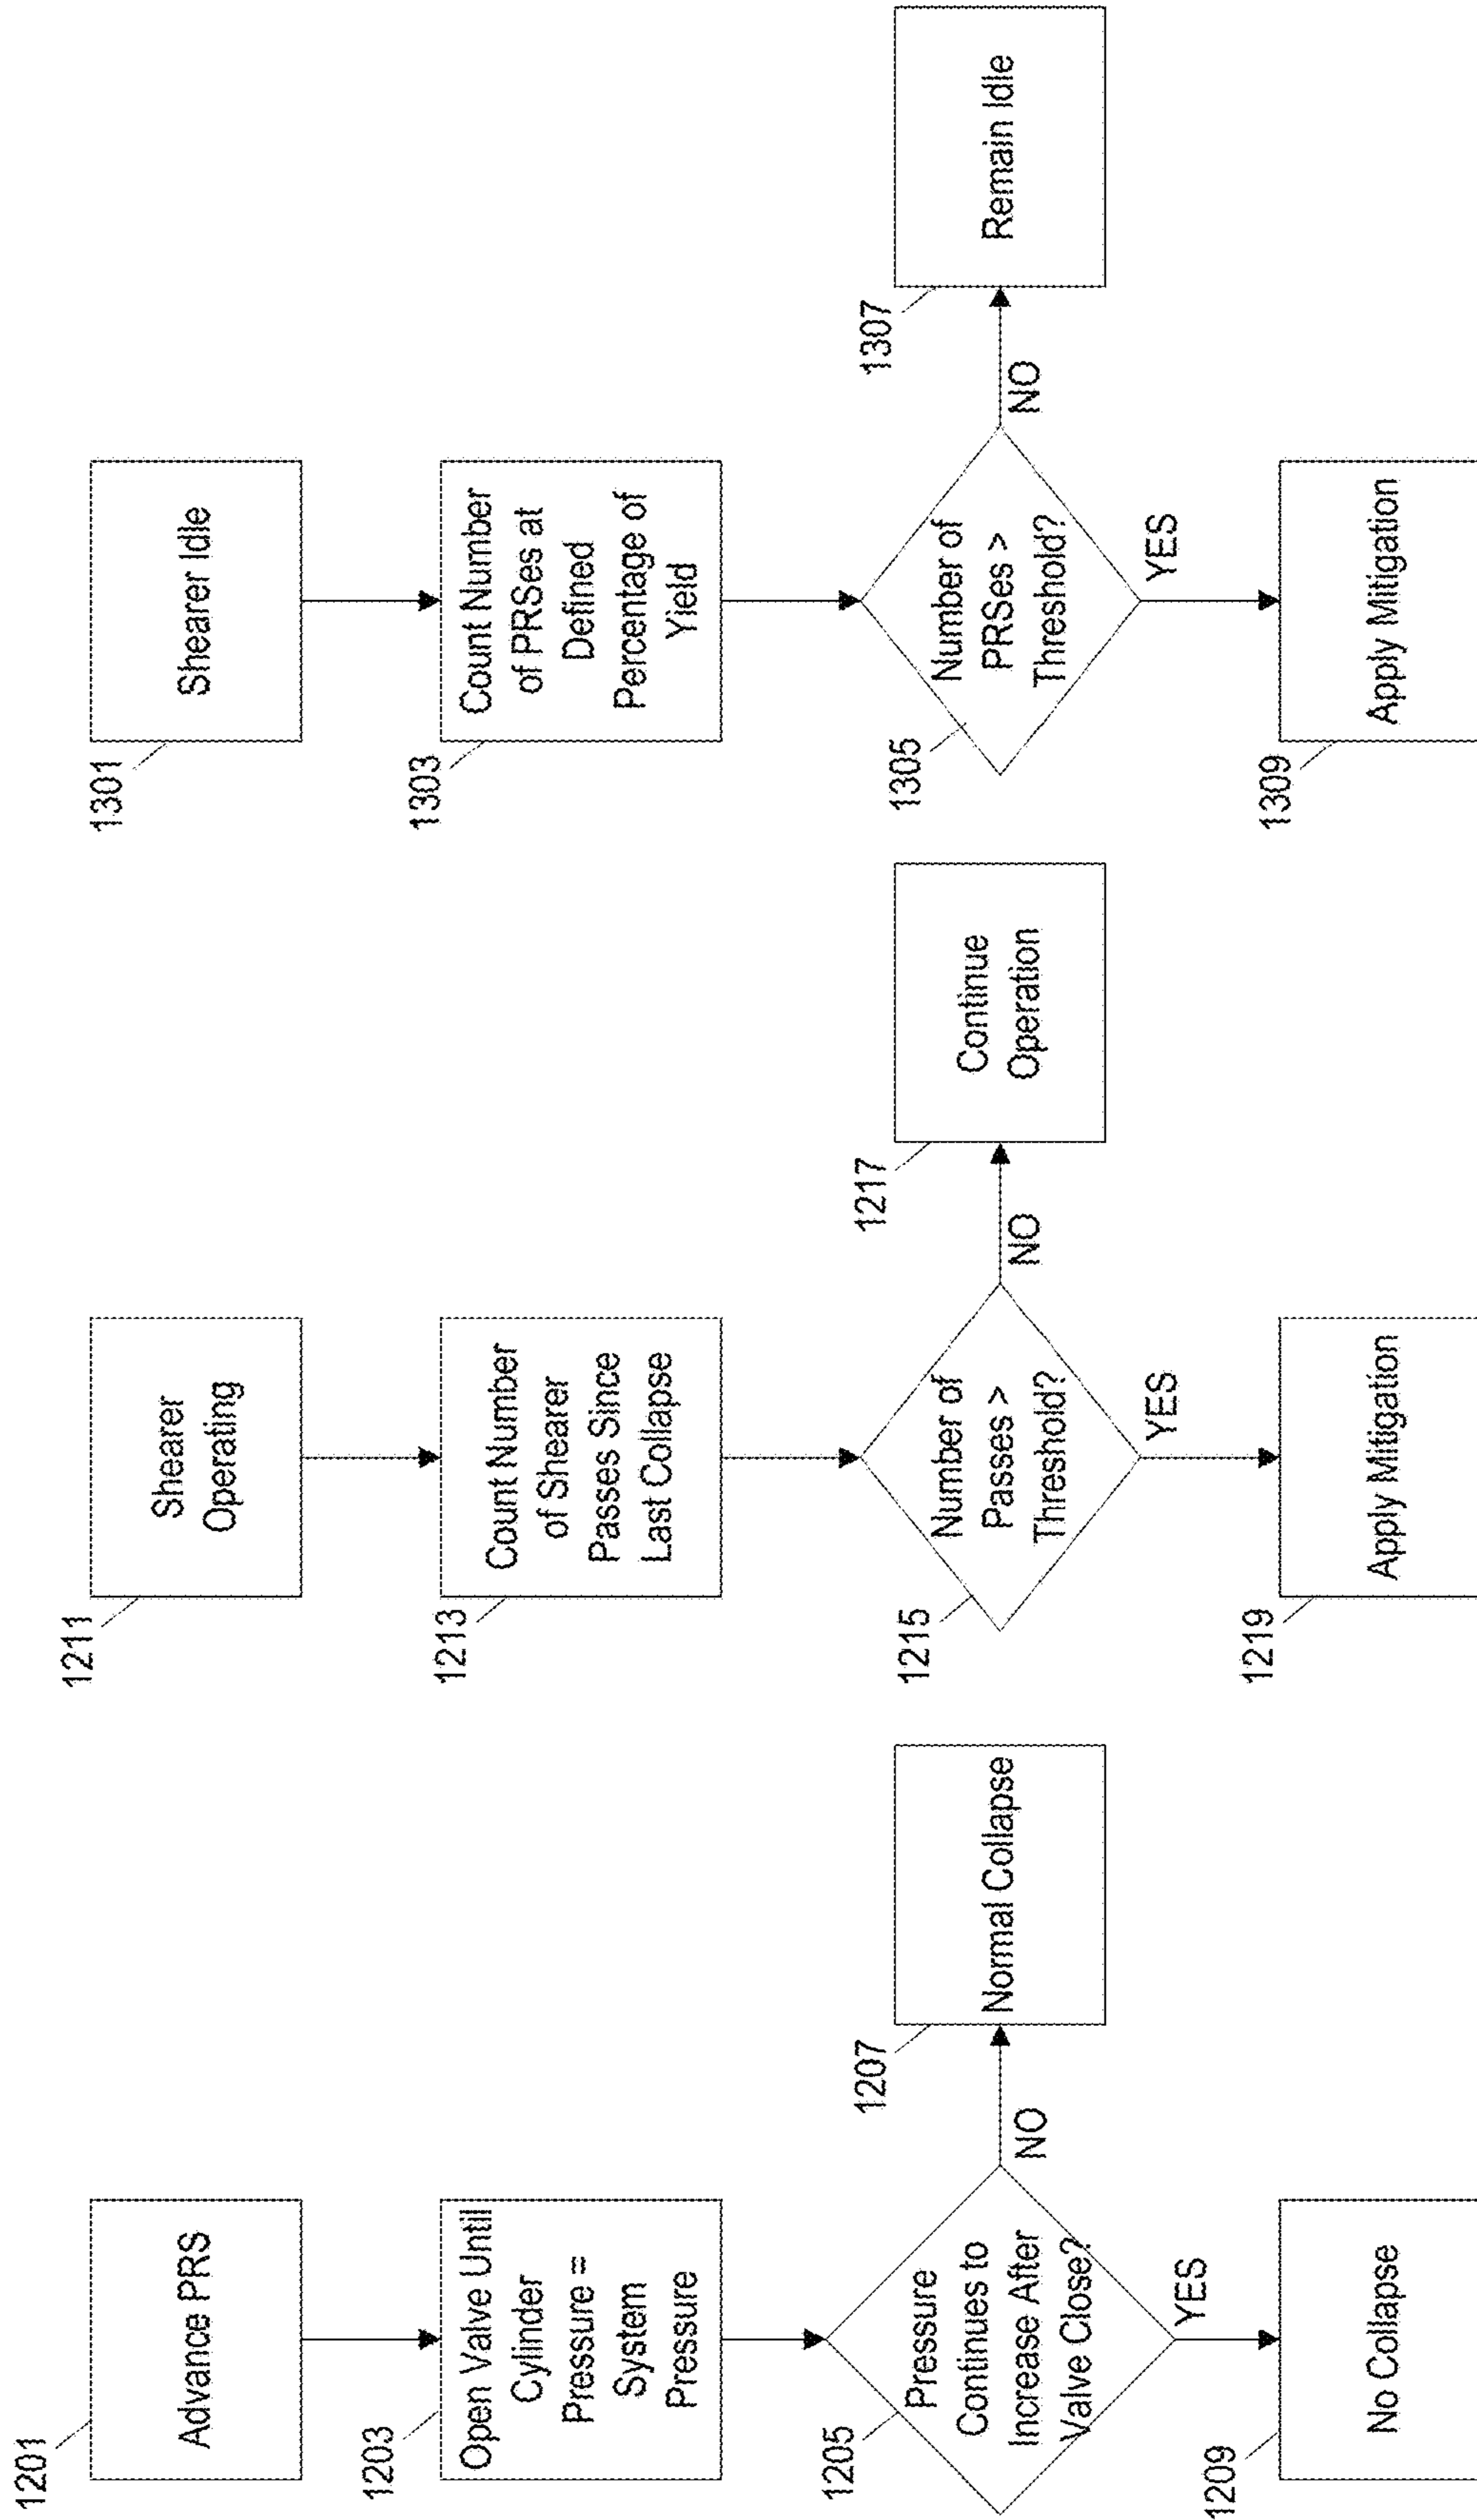 1201
Advance PRS
1203
Open Valve Until
Cylinder
Pressure =
System
Pressure
1205
Pressure
Continues to
Increase After
Valve Close?
NO
1207
Normal Collapse
YES
1209
No Collapse
1211
Shearer
Operating
1213
Count Number
of Shearer
Passes Since
Last Collapse
1215
Number of
Passes >
Threshold?
NO
1217
Continue
Operation
YES
1219
Apply Mitigation
1301
Shearer Idle
1303
Count Number
of PRSes at
Defined
Percentage of
Yield
1305
Number of
PRSes >
Threshold?
NO
1307
Remain Idle
YES
1309
Apply Mitigation